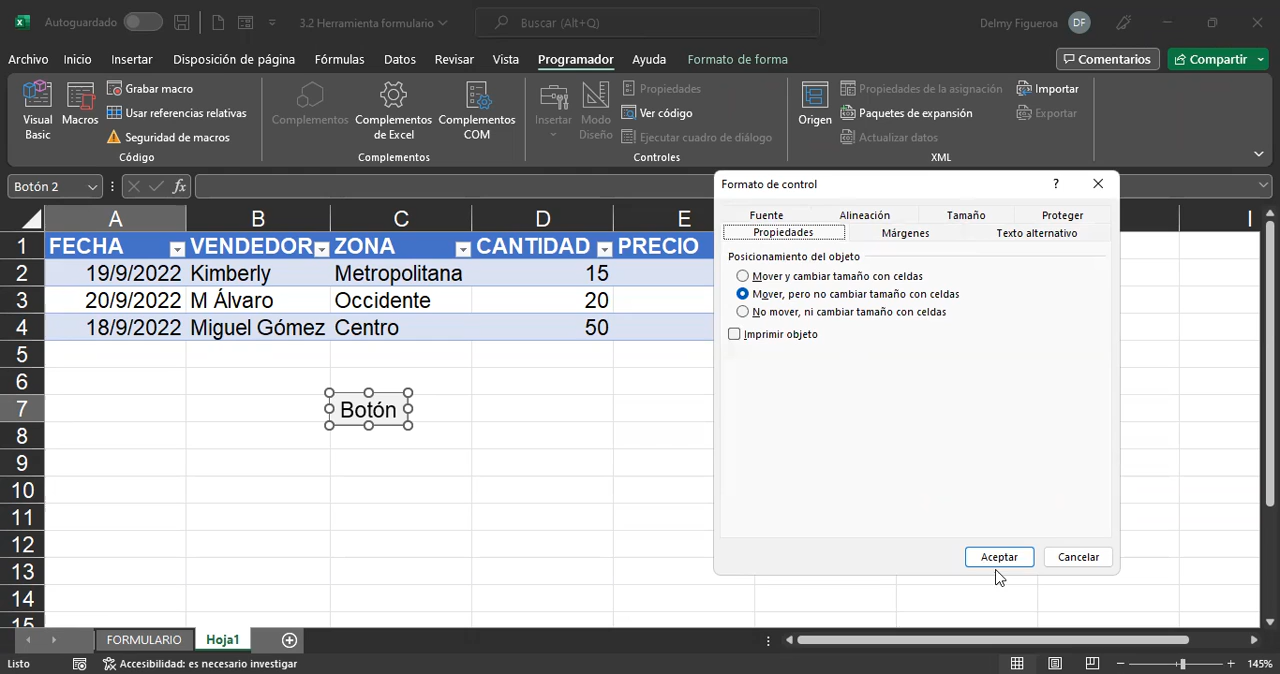 Autoguardado
3.2 Herramienta formulario
Buscar (Alt+Q)
Delmy Figueroa
DF
Archivo Inicio Insertar Disposición de página Fórmulas Datos Revisar Vista Programador Ayuda Formato de forma
Comentarios
Compartir
Visual Basic
Macros
Grabar macro
Usar referencias relativas
Seguridad de macros
Código
Complementos
Complementos de Excel
Complementos COM
Complementos
Insertar
Modo Diseño
Propiedades
Ver código
Ejecutar cuadro de diálogo
Controles
Origen
Propiedades de la asignación
Paquetes de expansión
Actualizar datos
Importar
Exportar
XML
Botón 2
fx
A B C D E I
1 FECHA VENDEDOR ZONA CANTIDAD PRECIO
2 19/9/2022 Kimberly Metropolitana 15
3 20/9/2022 M Álvaro Occidente 20
4 18/9/2022 Miguel Gómez Centro 50
5
6
7 Botón
8
9
10
11
12
13
14
15
Formato de control
?
Fuente Alineación Tamaño Proteger
Propiedades Márgenes Texto alternativo
Posicionamiento del objeto
Mover y cambiar tamaño con celdas
Mover, pero no cambiar tamaño con celdas
No mover, ni cambiar tamaño con celdas
Imprimir objeto
Aceptar Cancelar
FORMULARIO Hoja1
Listo
Accesibilidad: es necesario investigar
145%